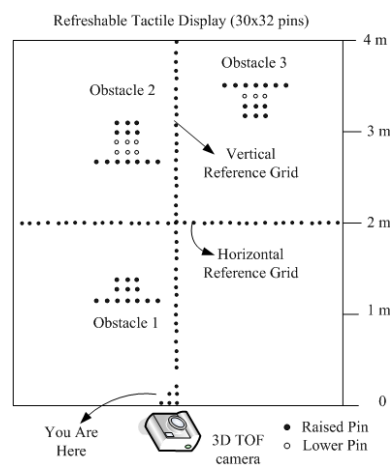 Refreshable Tactile Display (30x32 pins)
4 m
Obstacle 3
Obstacle 2
3 m
Vertical
Reference Grid
2 m
Horizontal
Reference Grid
1 m
Obstacle 1
0
You Are
Here
3D TOF
camera
Raised Pin
Lower Pin